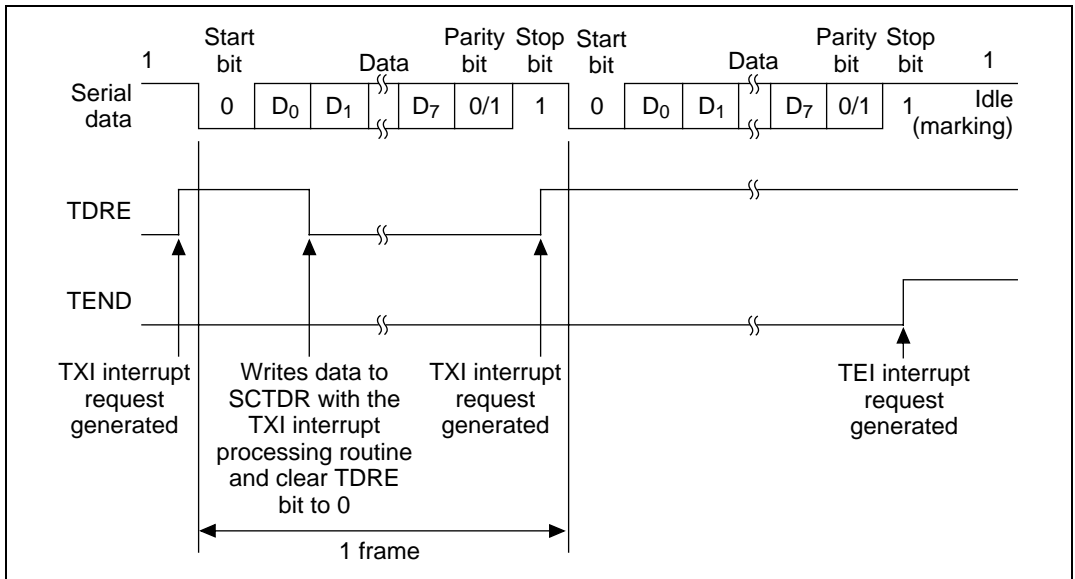 Start bit Data Parity bit Stop bit Start bit Data Parity bit Stop bit
1 1
Serial data 0 D0 D1 D7 0/1 1 0 D0 D1 D7 0/1 1 Idle (marking)
TDRE
TEND
TXI interrupt
request
generated
Writes data to
SCTDR with the
TXI interrupt
processing routine
and clear TDRE
bit to 0
TXI interrupt
request
generated
TEI interrupt
request
generated
1 frame